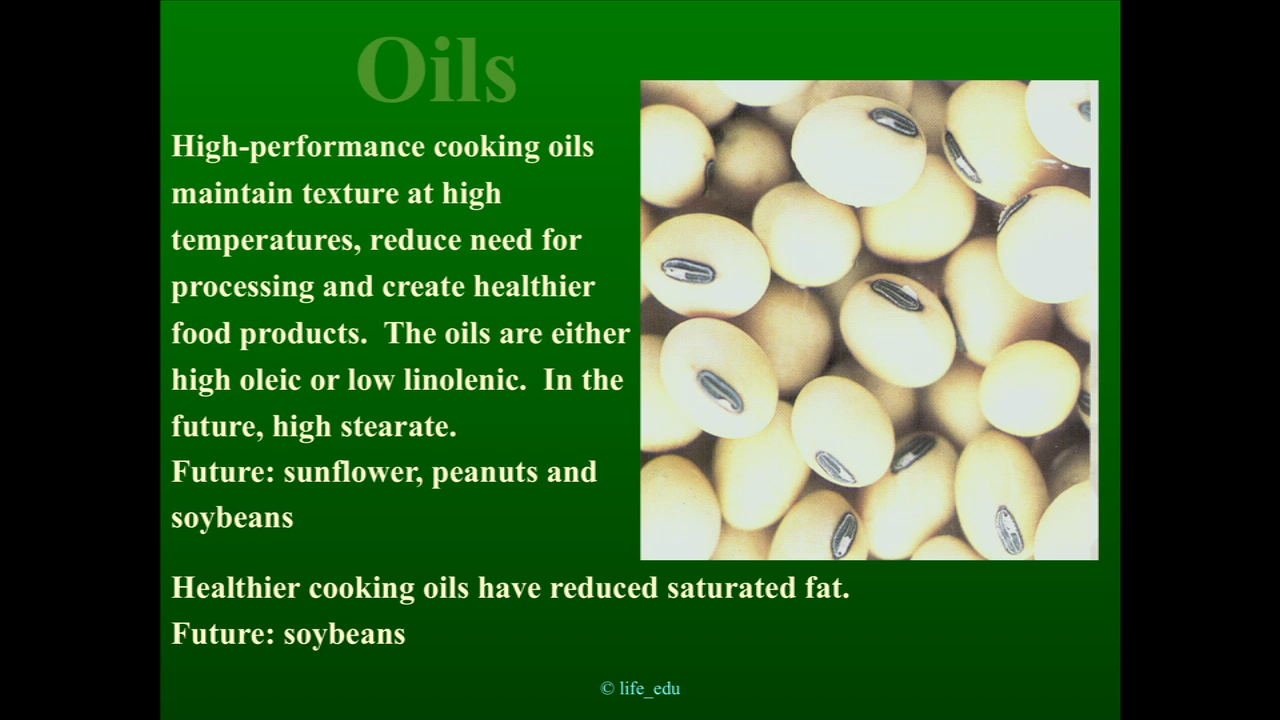 Oils
High-performance cooking oils
maintain texture at high
temperatures, reduce need for
processing and create healthier
food products.  The oils are either
high oleic or low linolenic.  In the
future, high stearate.
Future: sunflower, peanuts and
soybeans
Healthier cooking oils have reduced saturated fat.
Future: soybeans
© life_edu